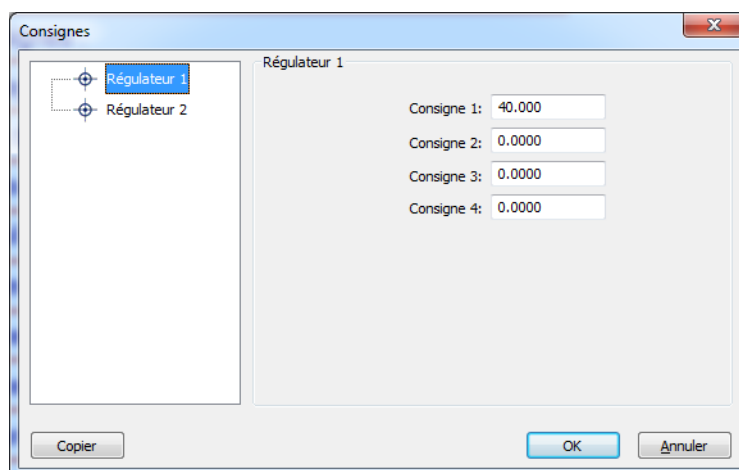 Consignes
Régulateur 1
Régulateur 2
Régulateur 1
Consigne 1: 40.000
Consigne 2: 0.0000
Consigne 3: 0.0000
Consigne 4: 0.0000
Copier
OK
Annuler